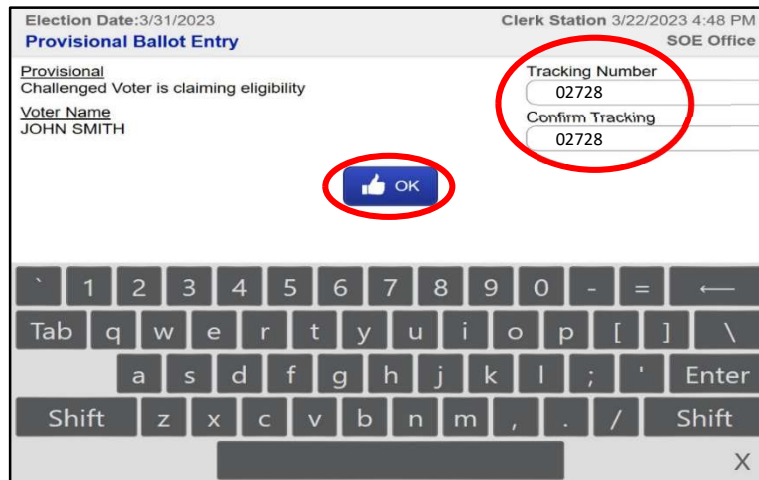 Election Date:3/31/2023 Clerk Station 3/22/2023 4:48 PM
Provisional Ballot Entry SOE Office
Provisional
Challenged Voter is claiming eligibility
Voter Name
JOHN SMITH
Tracking Number
02728
Confirm Tracking
02728
OK
` 1 2 3 4 5 6 7 8 9 0 - = ←
Tab q w e r t y u i o p [ ] \
a s d f g h j k l ; ' Enter
Shift z x c v b n m , . / Shift
X